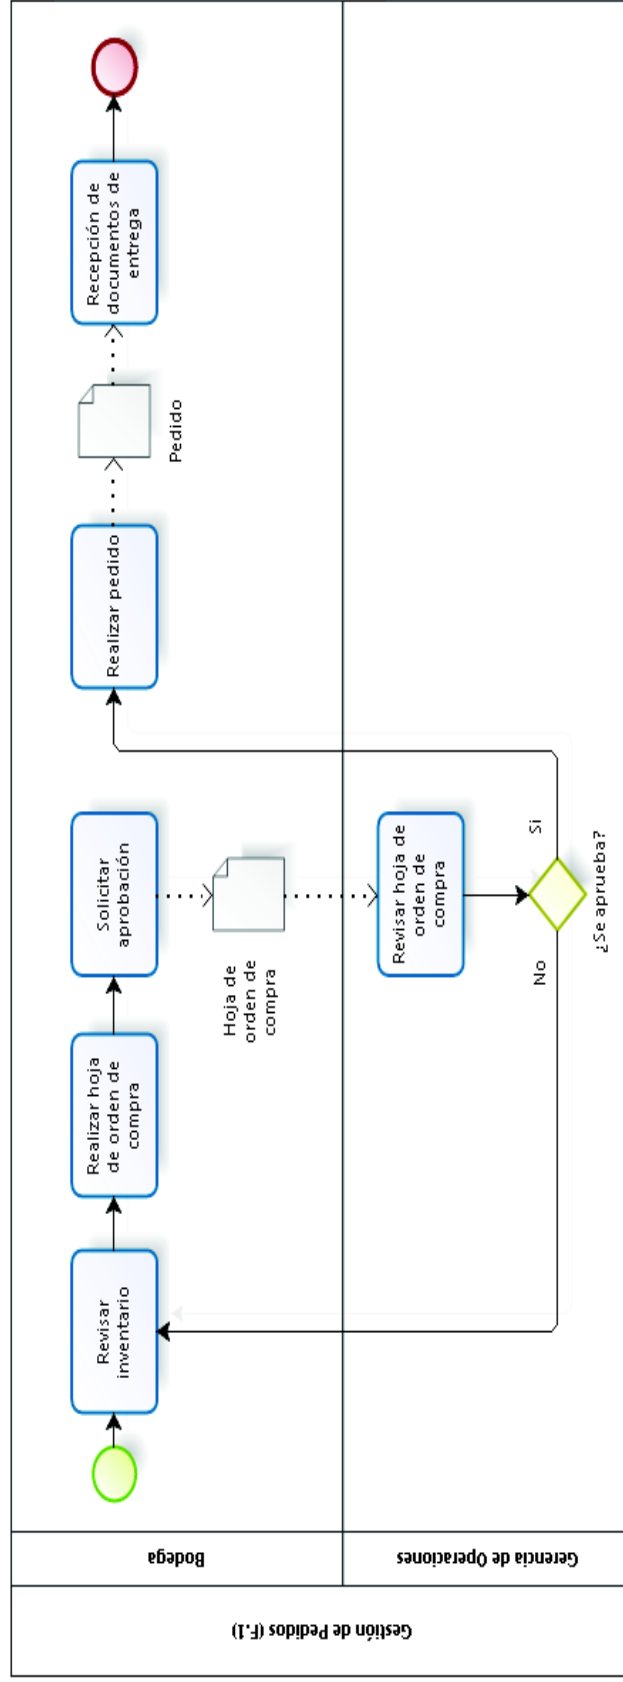 Gestión de Pedidos (F.1)
Bodega
Revisar
inventario
Realizar hoja
de orden de
compra
Solicitar
aprobación
Hoja de
orden de
compra
Realizar pedido
Pedido
Recepción de
documentos de
entrega
Gerencia de Operaciones
Revisar hoja de
orden de
compra
¿Se aprueba?
No
Si